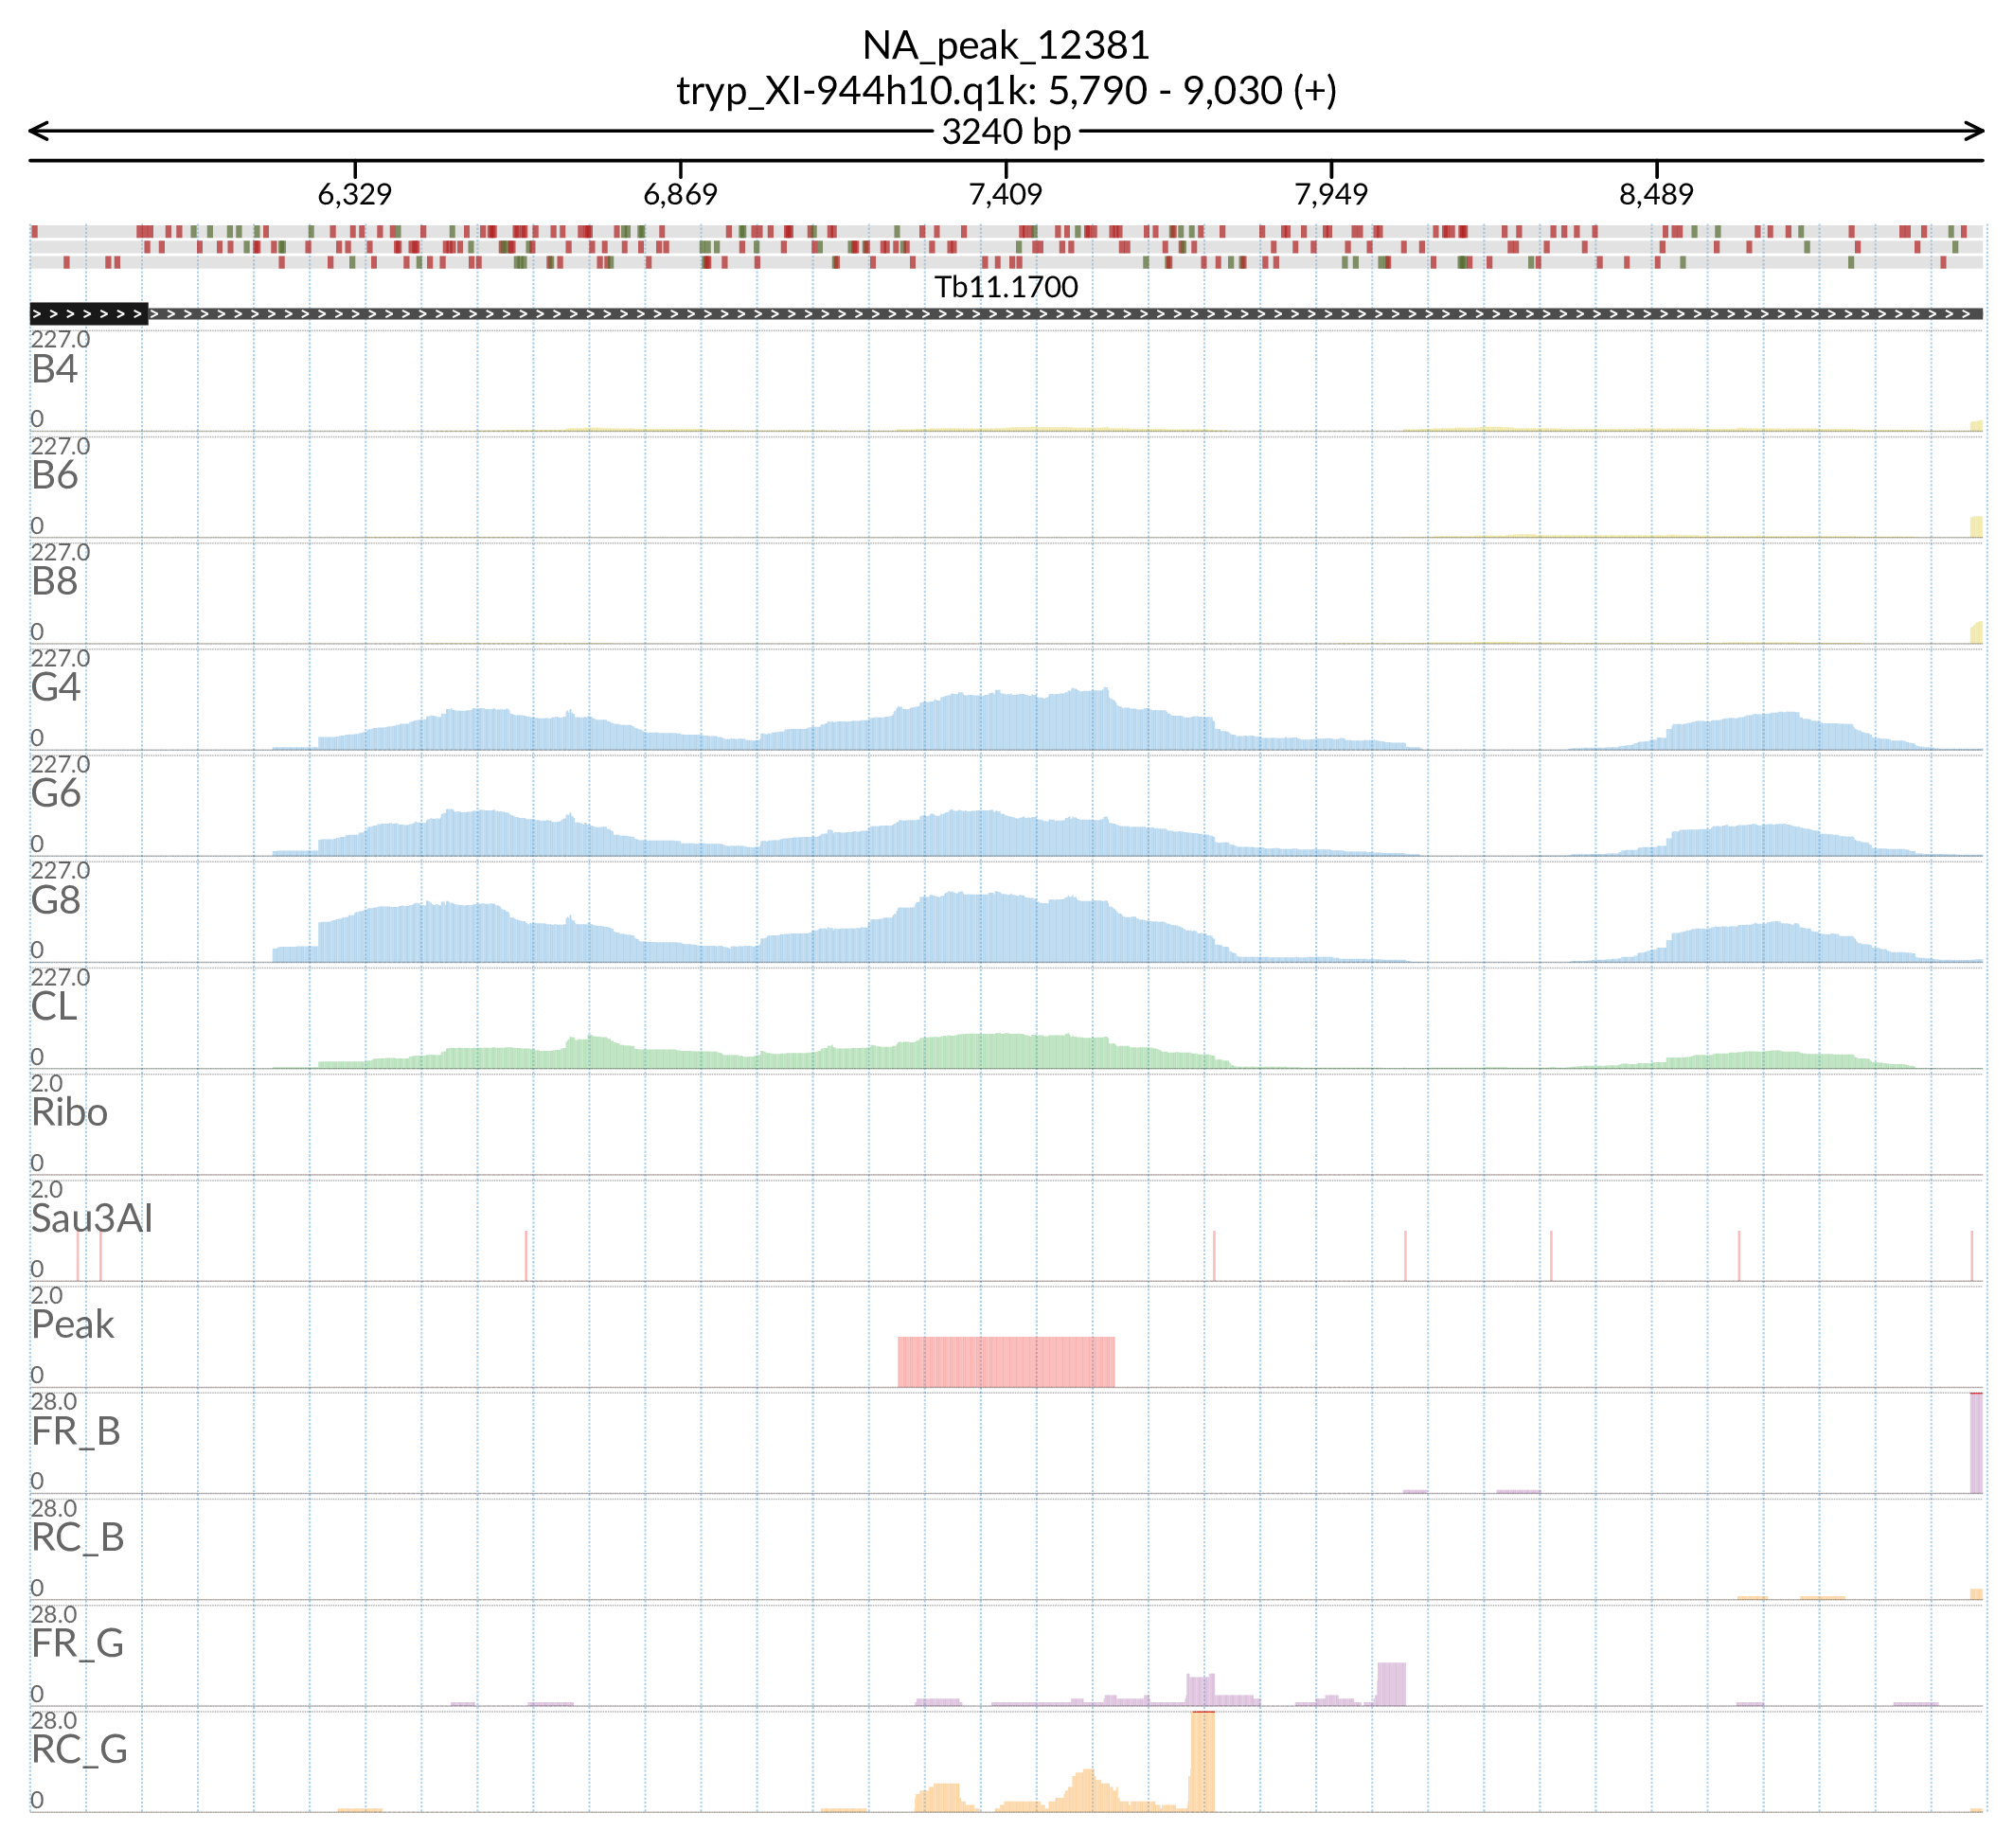 NA_peak_12381
tryp_XI-944h10.q1k: 5,790 - 9,030 (+)
3240 bp
6,329 6,869 7,409 7,949 8,489
Tb11.1700
227.0
B4
0
227.0
B6
0
227.0
B8
0
227.0
G4
0
227.0
G6
0
227.0
G8
0
227.0
CL
0
2.0
Ribo
0
2.0
Sau3AI
0
2.0
Peak
0
28.0
FR_B
0
28.0
RC_B
0
28.0
FR_G
0
28.0
RC_G
0